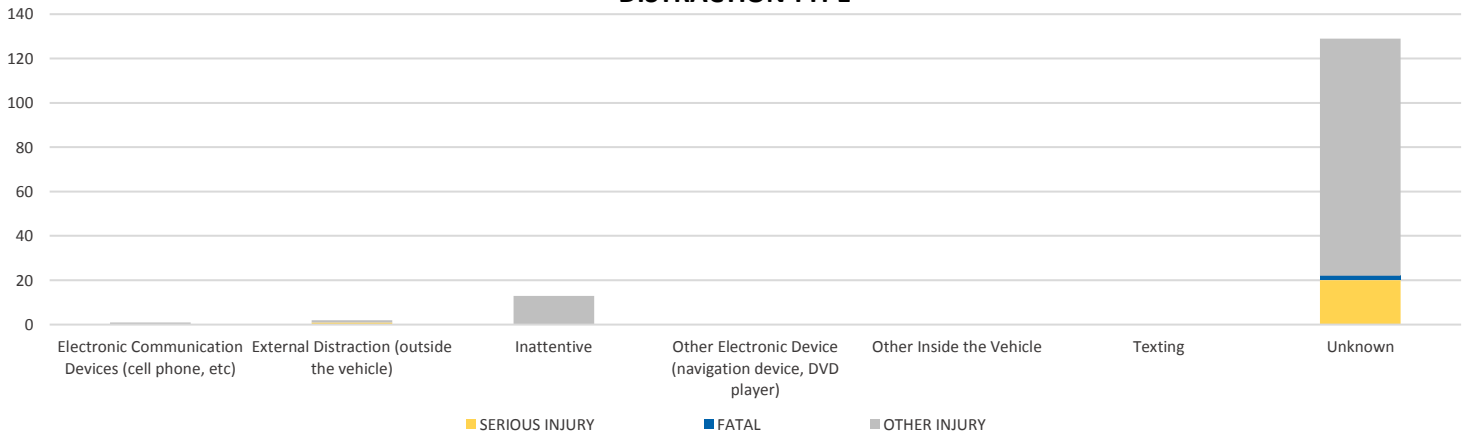 DISTRACTION TYPE
140
120
100
80
60
40
20
0
Electronic Communication
Devices (cell phone, etc)
External Distraction (outside
the vehicle)
Inattentive
Other Electronic Device
(navigation device, DVD
player)
Other Inside the Vehicle
Texting
Unknown
SERIOUS INJURY
FATAL
OTHER INJURY